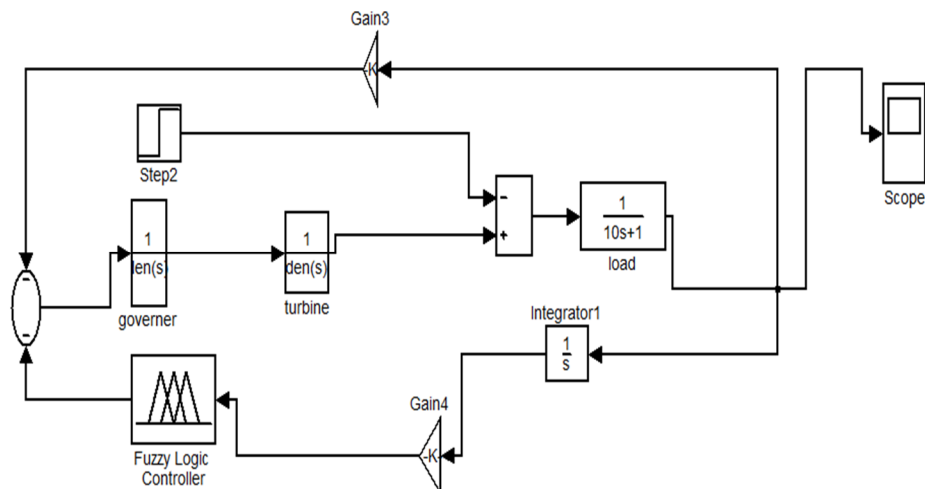 Gain3
-K
Step2
Scope
-
+
1
10s+1
load
1
len(s)
governer
1
den(s)
turbine
-
-
Integrator1
1
s
Gain4
-K-
Fuzzy Logic
Controller